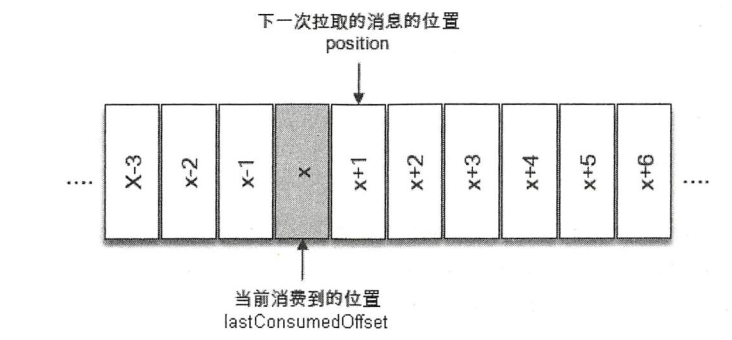 下一次拉取的消息的位置
position
.... X-3 x-2 x-1 x x+1 x+2 x+3 x+4 x+5 x+6 ....
当前消费到的位置
lastConsumedOffset